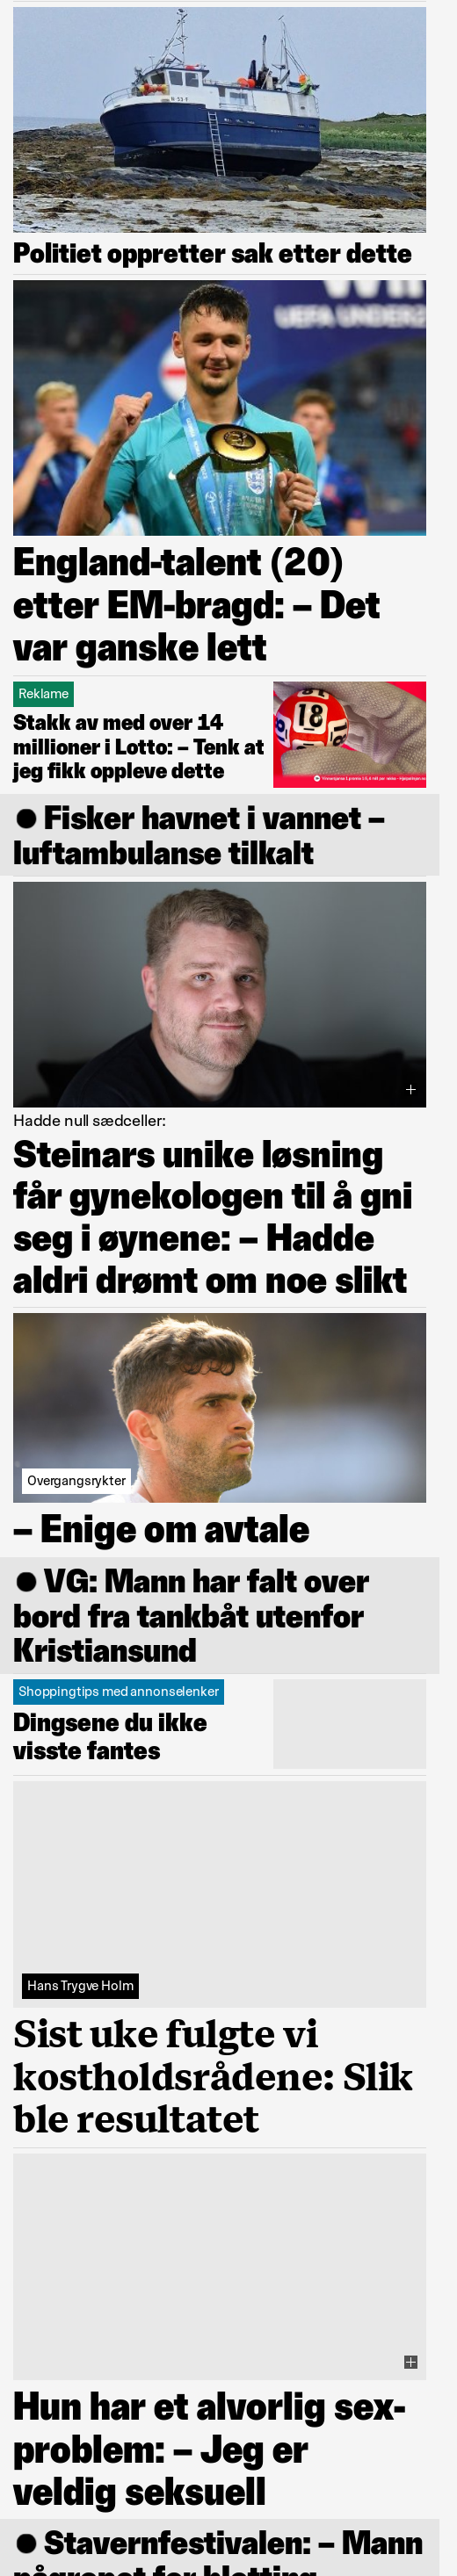 Politiet oppretter sak etter dette
England-talent (20)
etter EM-bragd: – Det
var ganske lett
Reklame
Stakk av med over 14
millioner i Lotto: – Tenk at
jeg fikk oppleve dette
18
Fisker havnet i vannet –
luftambulanse tilkalt
Hadde null sædceller:
Steinars unike løsning
får gynekologen til å gni
seg i øynene: – Hadde
aldri drømt om noe slikt
Overgangsrykter
– Enige om avtale
VG: Mann har falt over
bord fra tankbåt utenfor
Kristiansund
Shoppingtips med annonselenker
Dingsene du ikke
visste fantes
Hans Trygve Holm
Sist uke fulgte vi
kostholdsrådene: Slik
ble resultatet
Hun har et alvorlig sex-
problem: – Jeg er
veldig seksuell
Stavernfestivalen: – Mann